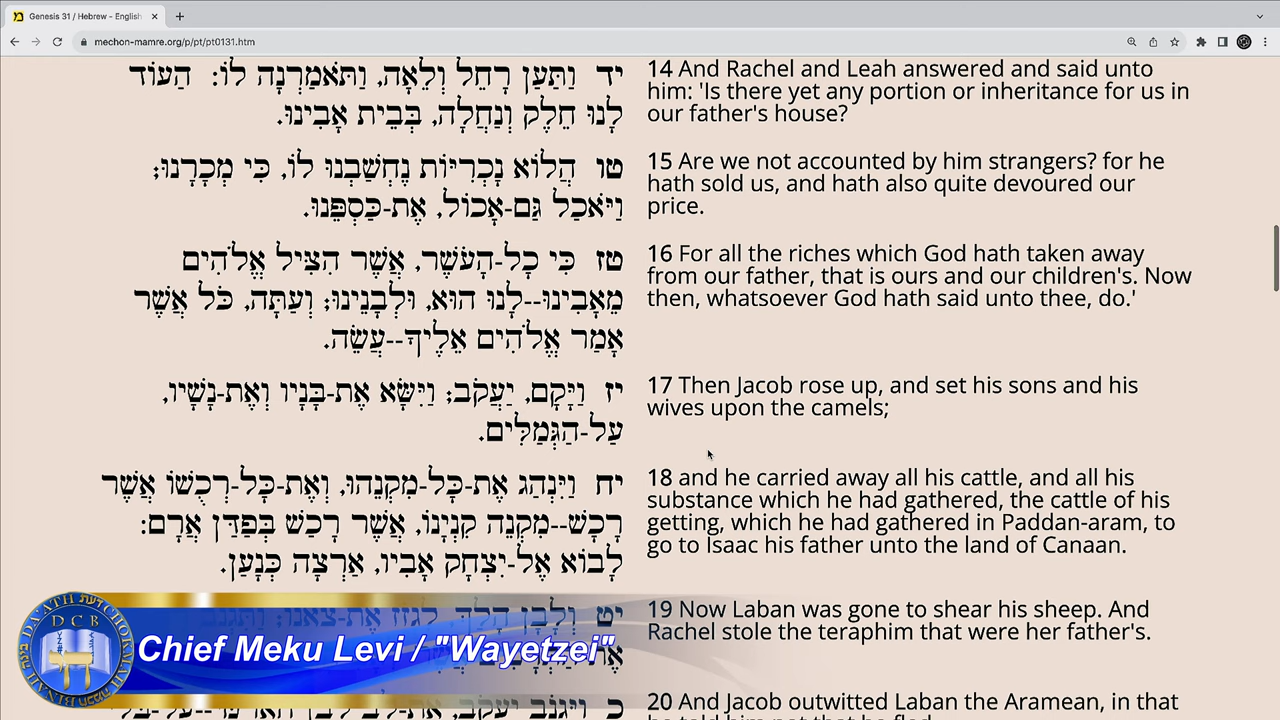 Genesis 31 / Hebrew - English
mechon-mamre.org/p/pt/pt0131.htm
יד וַתַּעַן רָחֵל וְלֵאָה, וַתֹּאמַרְנָה לוֹ: הַעוֹד
לָנוּ חֵלֶק וְנַחֲלָה, בְּבֵית אָבִינוּ.
14 And Rachel and Leah answered and said unto
him: 'Is there yet any portion or inheritance for us in
our father's house?
טו הֲלוֹא נָכְרִיּוֹת נֶחְשַׁבְנוּ לוֹ, כִּי מְכָרָנוּ;
וַיֹּאכַל גַּם-אָכוֹל, אֶת-כַּסְפֵּנוּ.
15 Are we not accounted by him strangers? for he
hath sold us, and hath also quite devoured our
price.
טז כִּי כָל-הָעֹשֶׁר, אֲשֶׁר הִצִּיל אֱלֹהִים
מֵאָבִינוּ--לָנוּ הוּא, וּלְבָנֵינוּ; וְעַתָּה, כֹּל אֲשֶׁר
אָמַר אֱלֹהִים אֵלֶיךָ--עֲשֵׂה.
16 For all the riches which God hath taken away
from our father, that is ours and our children's. Now
then, whatsoever God hath said unto thee, do.'
יז וַיָּקָם, יַעֲקֹב; וַיִּשָּׂא אֶת-בָּנָיו וְאֶת-נָשָׁיו,
עַל-הַגְּמַלִּים.
17 Then Jacob rose up, and set his sons and his
wives upon the camels;
יח וַיִּנְהַג אֶת-כָּל-מִקְנֵהוּ, וְאֶת-כָּל-רְכֻשׁוֹ אֲשֶׁר
רָכָשׁ--מִקְנֵה קִנְיָנוֹ, אֲשֶׁר רָכַשׁ בְּפַדַּן אֲרָם:
לָבוֹא אֶל-יִצְחָק אָבִיו, אַרְצָה כְּנָעַן.
18 and he carried away all his cattle, and all his
substance which he had gathered, the cattle of his
getting, which he had gathered in Paddan-aram, to
go to Isaac his father unto the land of Canaan.
יט וְלָבָן הָלַךְ, לִגְזֹז אֶת-צֹאנוֹ;
19 Now Laban was gone to shear his sheep. And
Rachel stole the teraphim that were her father's.
DCB
Chief Meku Levi / "Wayetzei"
20 And Jacob outwitted Laban the Aramean, in that
he told him not that he fled.